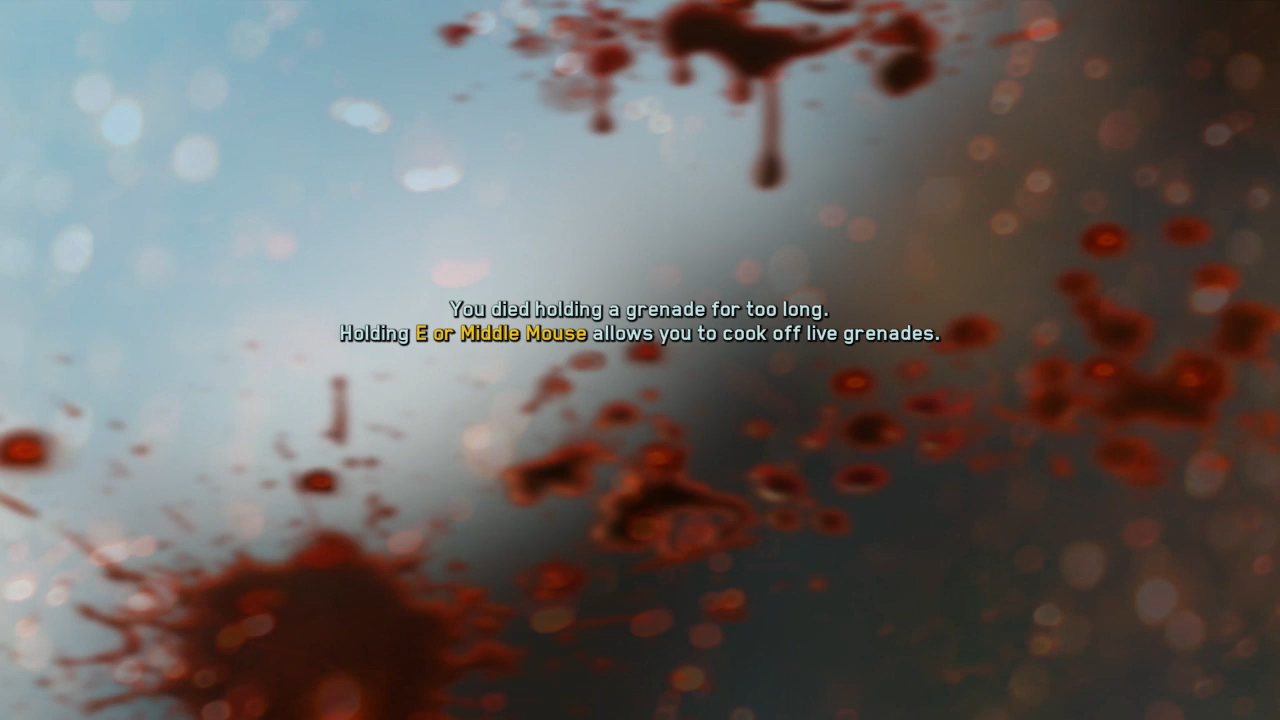 You died holding a grenade for too long.
Holding E or Middle Mouse allows you to cook off live grenades.